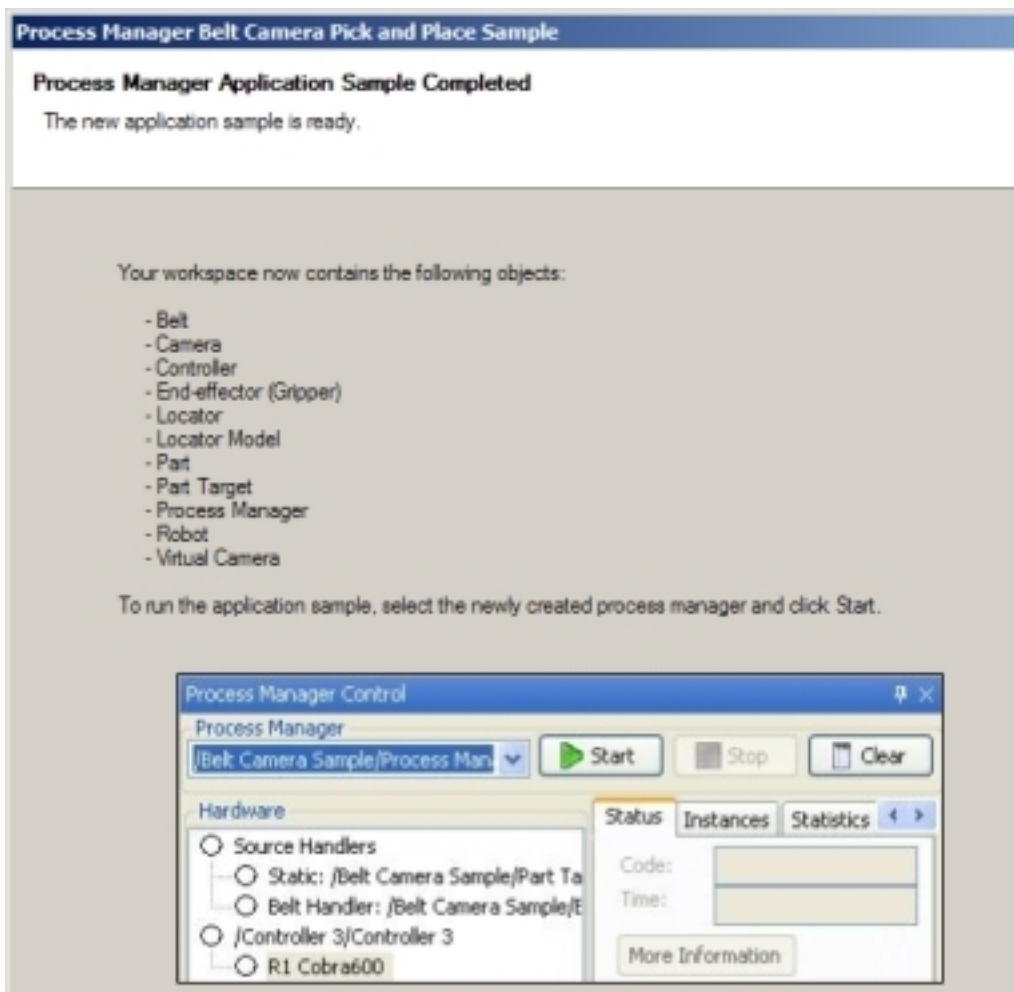 Process Manager Belt Camera Pick and Place Sample
Process Manager Application Sample Completed
The new application sample is ready.
Your workspace now contains the following objects:
- Belt
- Camera
- Controller
- End-effector (Gripper)
- Locator
- Locator Model
- Part
- Part Target
- Process Manager
- Robot
- Virtual Camera
To run the application sample, select the newly created process manager and click Start.
Process Manager Control
Process Manager
/Belt Camera Sample/Process Man
Start
Stop
Clear
Hardware
Status Instances Statistics
Source Handlers
Static: /Belt Camera Sample/Part Ta
Belt Handler: /Belt Camera Sample/B
/Controller 3/Controller 3
R1 Cobra600
Code:
Time:
More Information